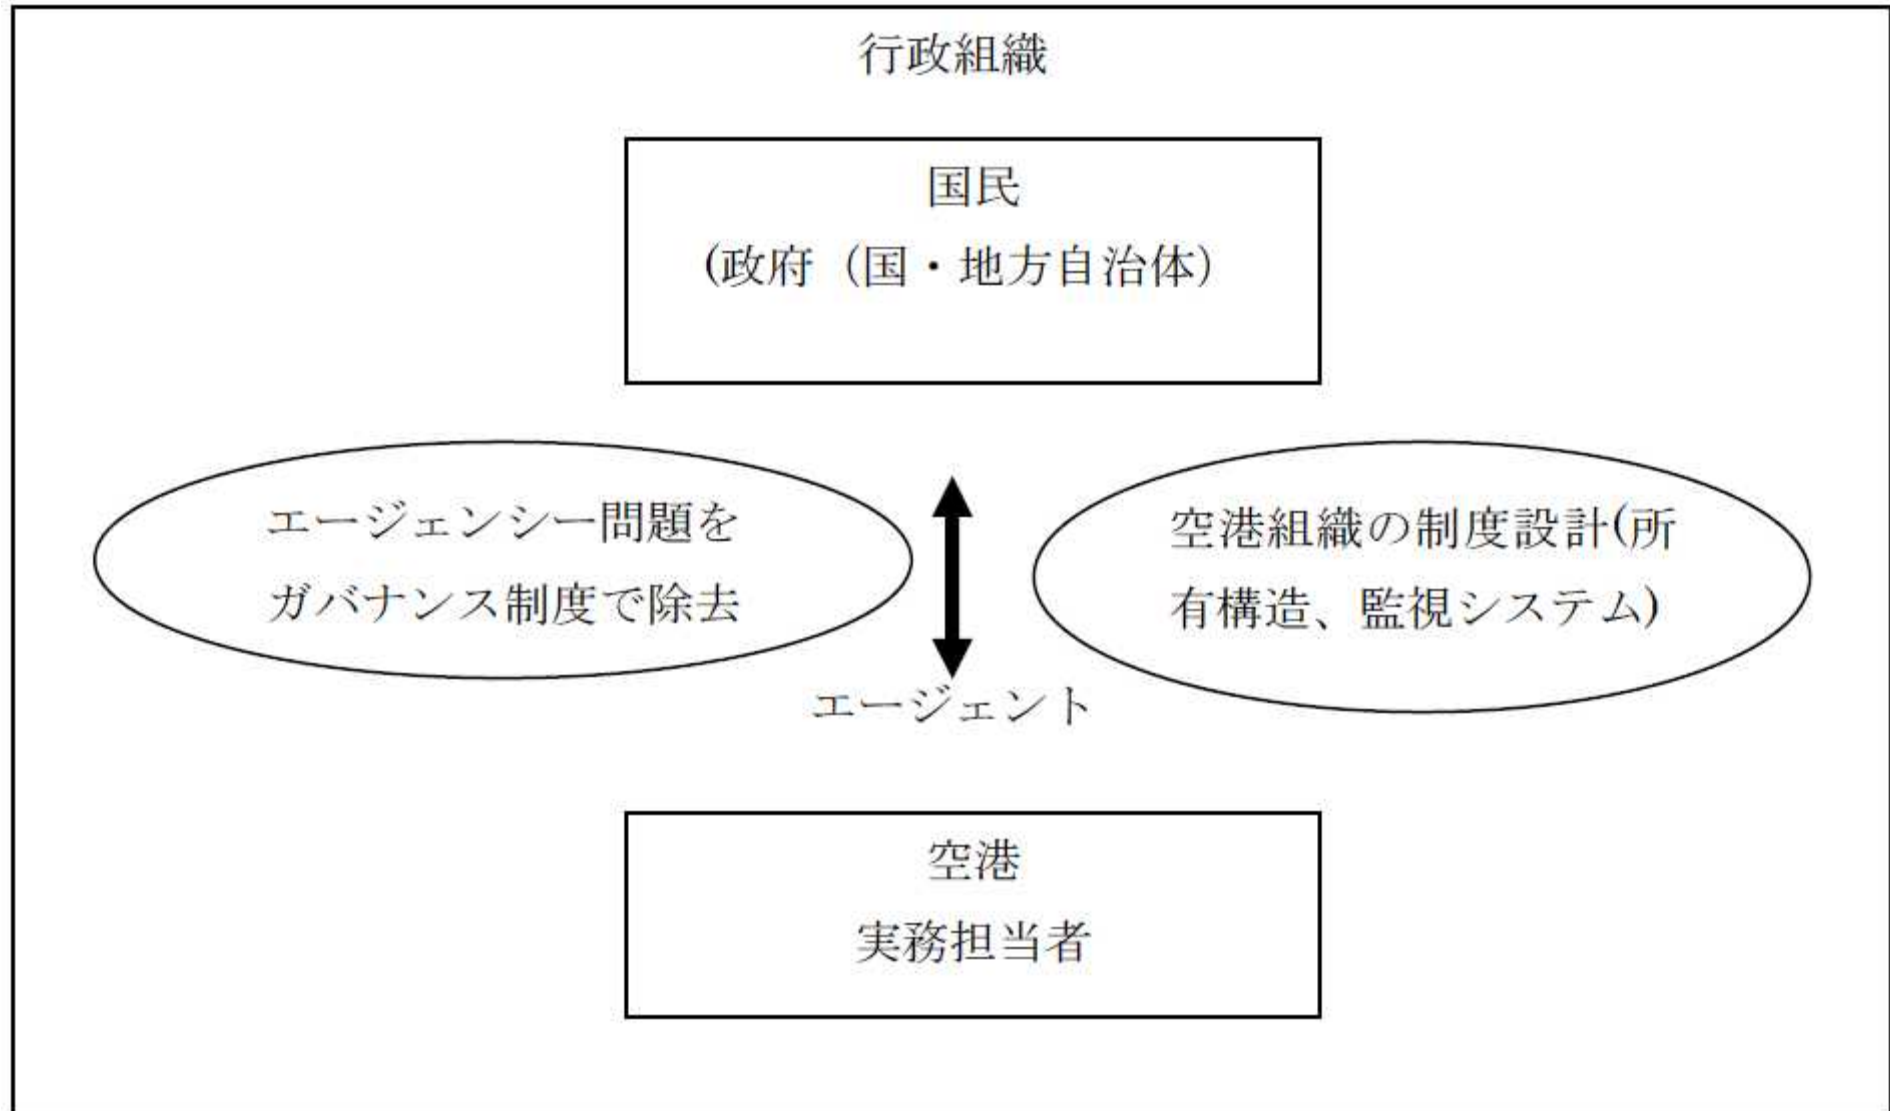 行政組織
国民
(政府（国・地方自治体）
エージェンシー問題を
ガバナンス制度で除去
空港組織の制度設計(所
有構造、監視システム)
エージェント
空港
実務担当者